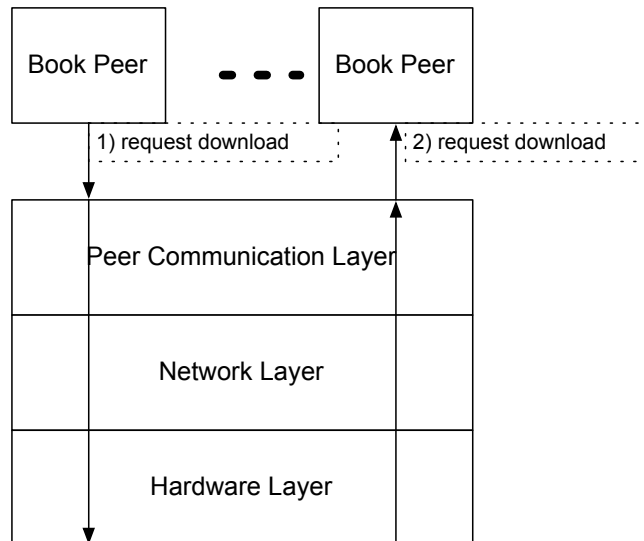 Book Peer
Book Peer
1) request download
2) request download
Peer Communication Layer
Network Layer
Hardware Layer